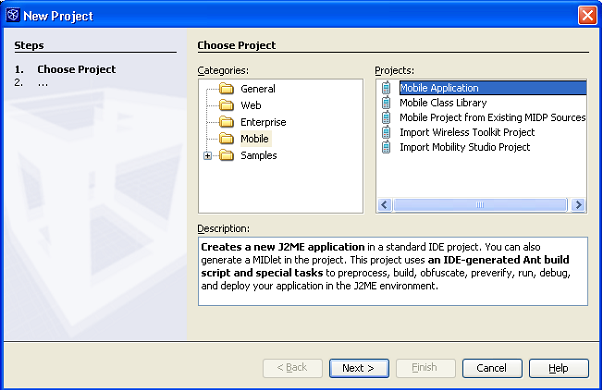 New Project
Steps
1. Choose Project
2. ...
Choose Project
Categories:
General
Web
Enterprise
Mobile
Samples
Projects:
Mobile Application
Mobile Class Library
Mobile Project from Existing MIDP Sources
Import Wireless Toolkit Project
Import Mobility Studio Project
Description:
Creates a new J2ME application in a standard IDE project. You can also
generate a MIDlet in the project. This project uses an IDE-generated Ant build
script and special tasks to preprocess, build, obfuscate, preverify, run, debug,
and deploy your application in the J2ME environment.
< Back
Next >
Finish
Cancel
Help